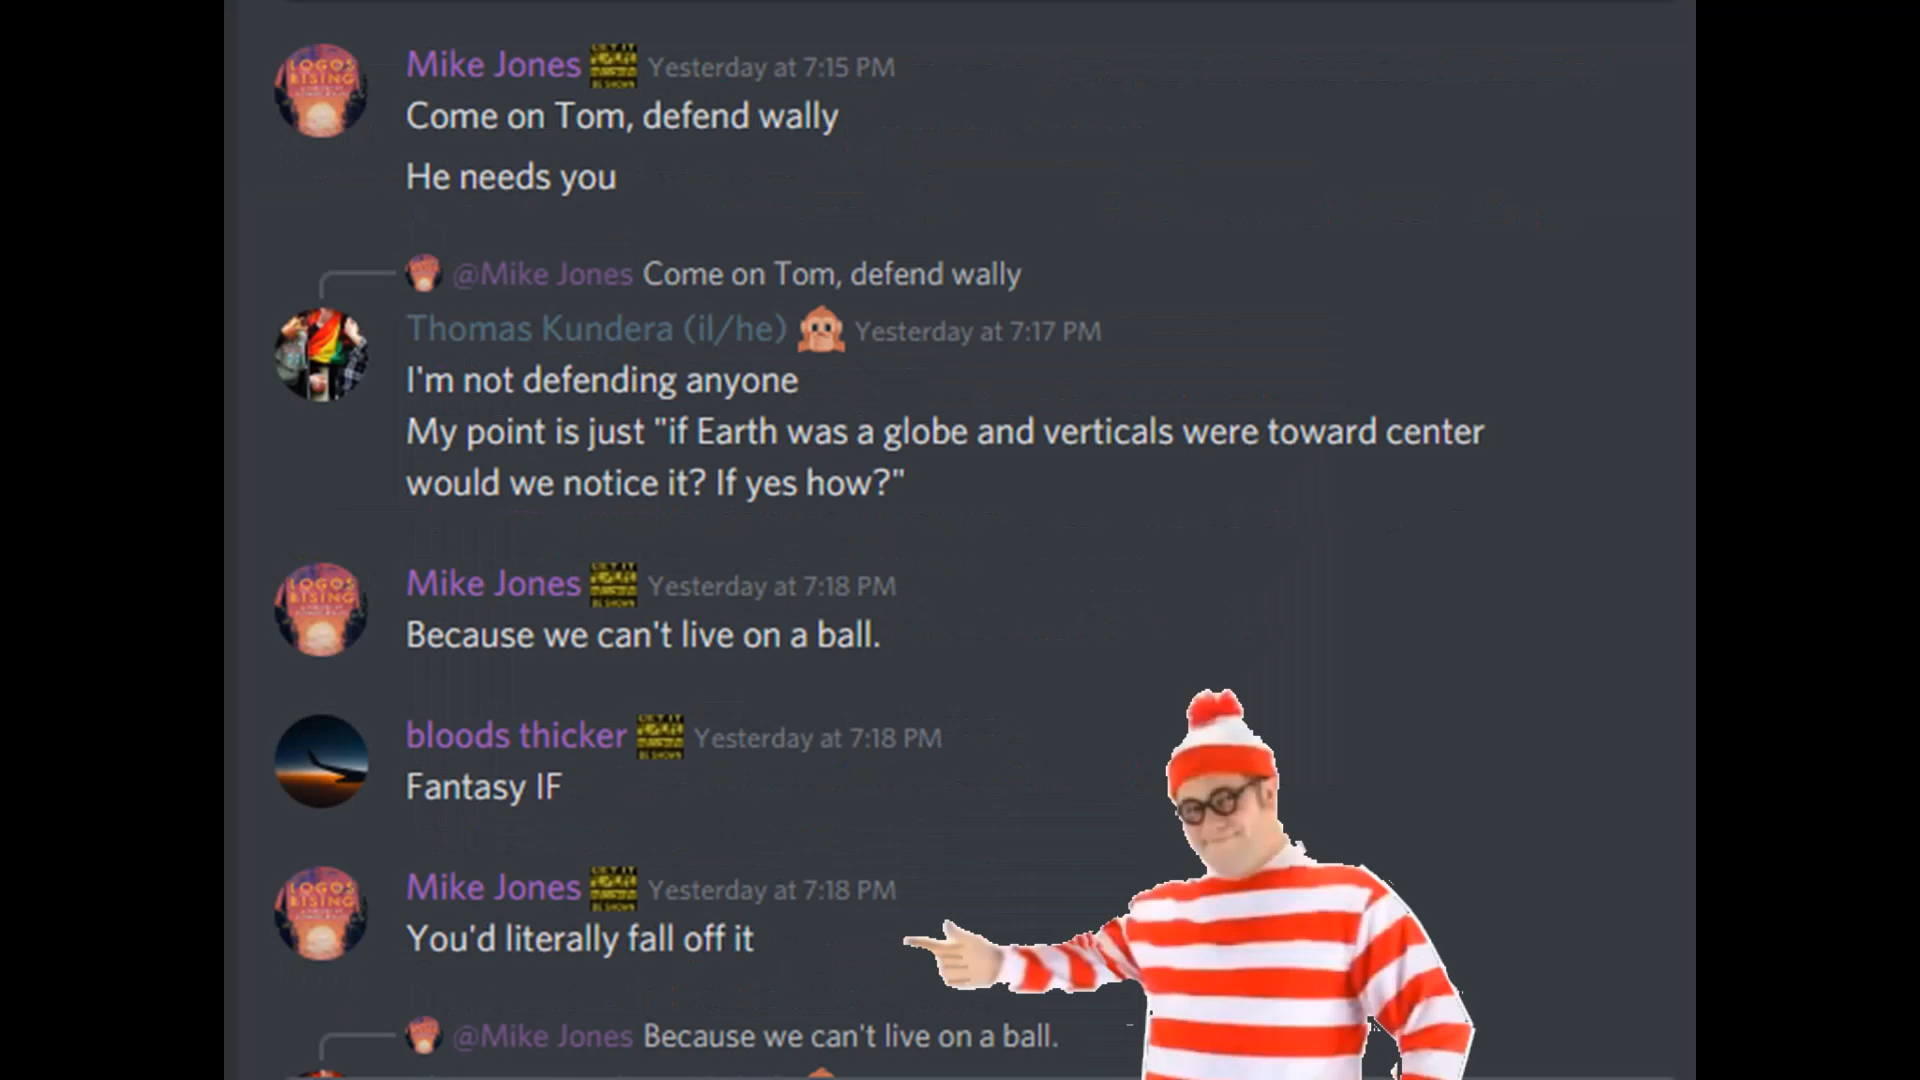 Mike Jones Yesterday at 7:15 PM
Come on Tom, defend wally
He needs you
@Mike Jones Come on Tom, defend wally
Thomas Kundera (il/he) Yesterday at 7:17 PM
I'm not defending anyone
My point is just "if Earth was a globe and verticals were toward center
would we notice it? If yes how?"
LOGOS
RISING
Mike Jones Yesterday at 7:18 PM
Because we can't live on a ball.
bloods thicker Yesterday at 7:18 PM
Fantasy IF
LOGOS
RISING
Mike Jones Yesterday at 7:18 PM
You'd literally fall off it
@Mike Jones Because we can't live on a ball.